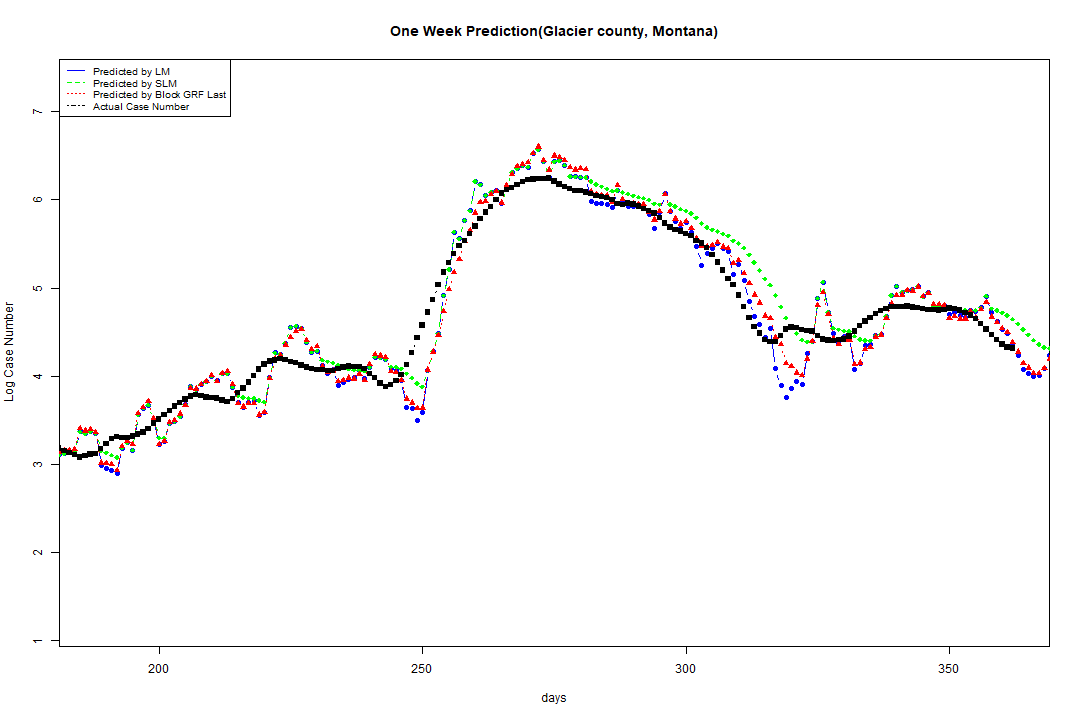 One Week Prediction(Glacier county, Montana)
Predicted by LM
Predicted by SLM
Predicted by Block GRF Last
Actual Case Number
7
6
5
4
3
2
1
Log Case Number
200
250
300
350
days